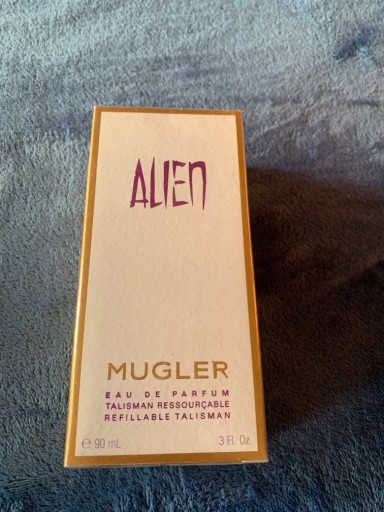 ALIEN
MUGLER
EAU DE PARFUM
TALISMAN RESSOURÇABLE
REFILLABLE TALISMAN
℮ 90 mL 3 Fl. Oz.